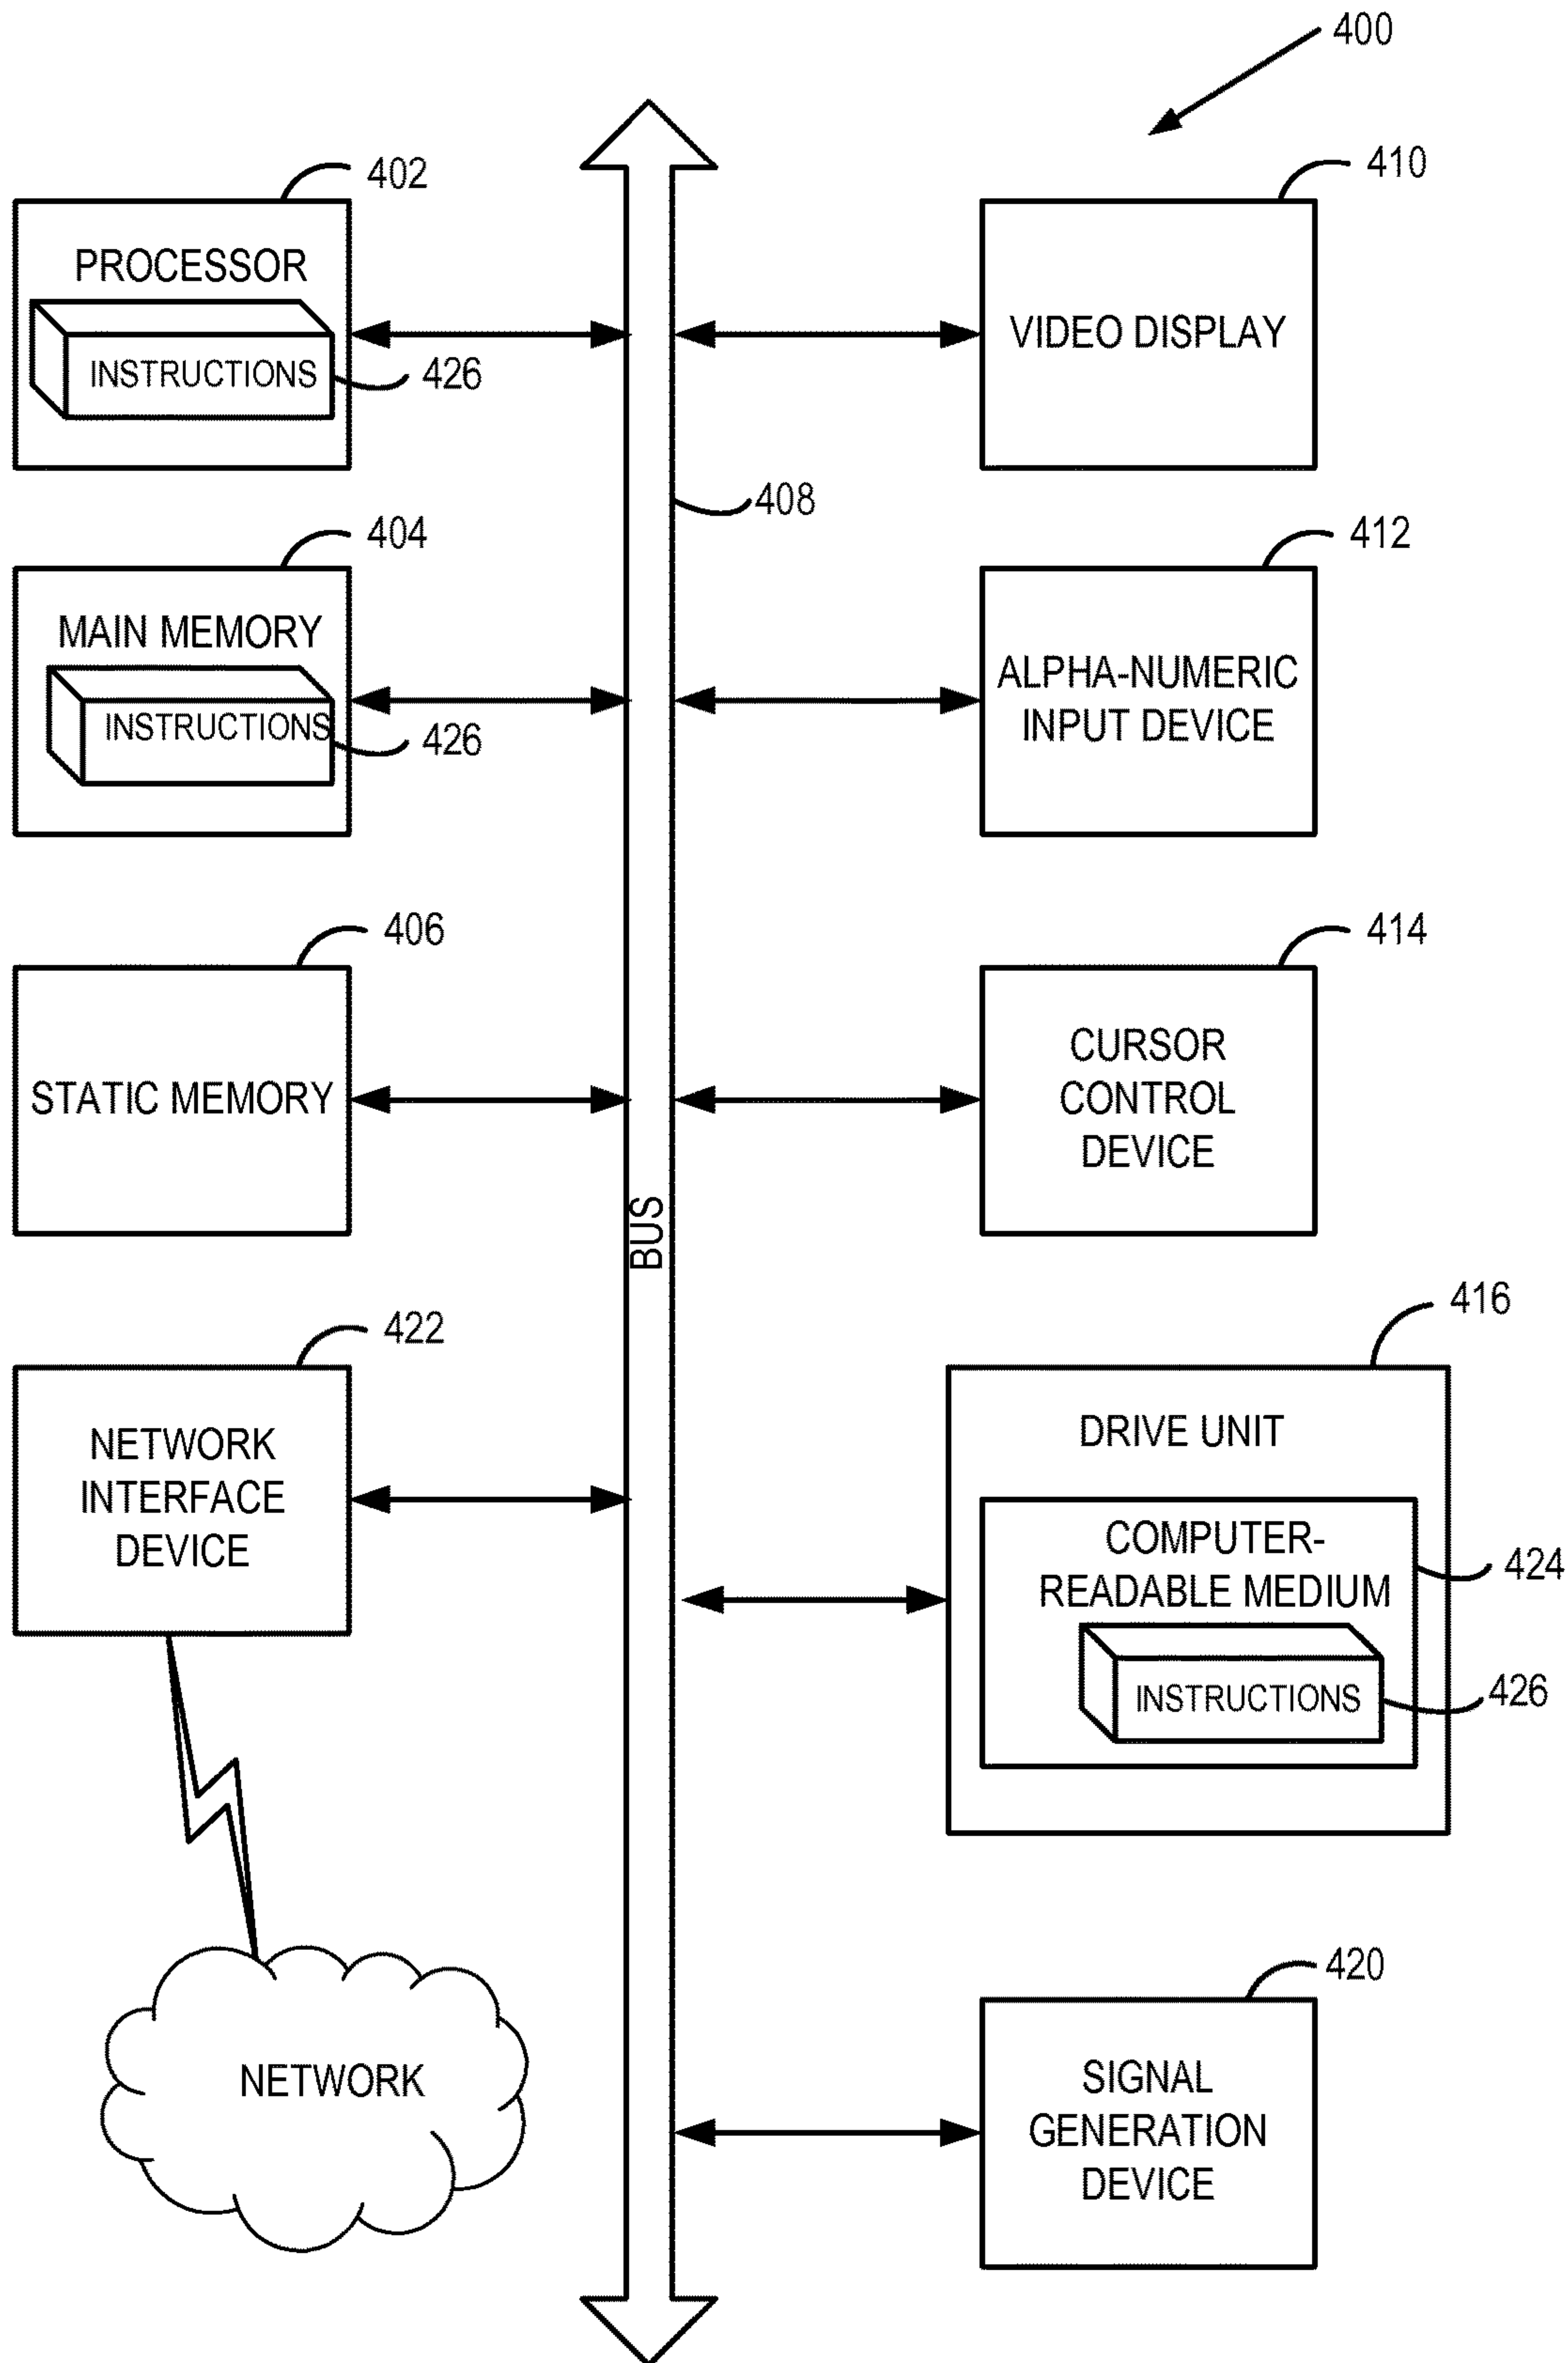 400
402
PROCESSOR
INSTRUCTIONS
426
410
VIDEO DISPLAY
408
404
MAIN MEMORY
INSTRUCTIONS
426
412
ALPHA-NUMERIC
INPUT DEVICE
406
STATIC MEMORY
414
CURSOR
CONTROL
DEVICE
BUS
422
NETWORK
INTERFACE
DEVICE
416
DRIVE UNIT
COMPUTER-
READABLE MEDIUM
424
INSTRUCTIONS
426
NETWORK
420
SIGNAL
GENERATION
DEVICE